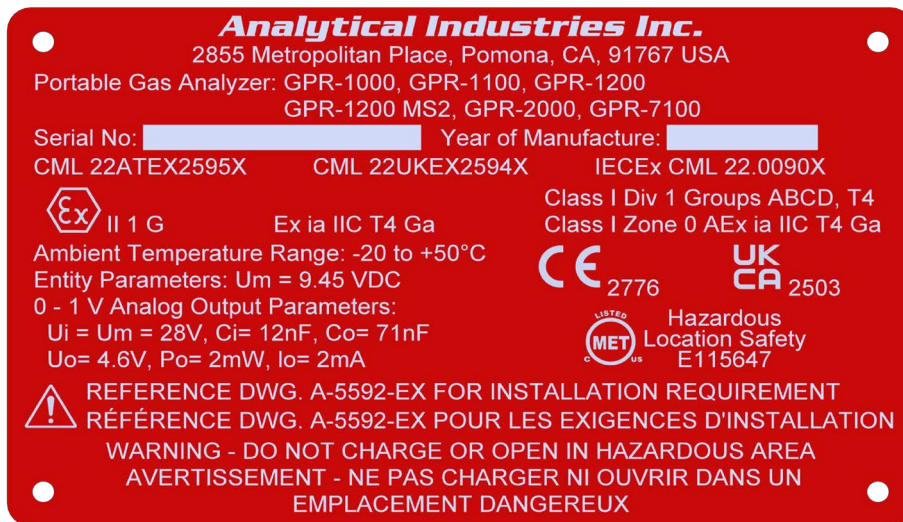 Analytical Industries Inc.
2855 Metropolitan Place, Pomona, CA, 91767 USA
Portable Gas Analyzer: GPR-1000, GPR-1100, GPR-1200
GPR-1200 MS2, GPR-2000, GPR-7100
Serial No: Year of Manufacture:
CML 22ATEX2595X CML 22UKEX2594X IECEx CML 22.0090X
Ex II 1 G Ex ia IIC T4 Ga
Class I Div 1 Groups ABCD, T4
Class I Zone 0 AEx ia IIC T4 Ga
Ambient Temperature Range: -20 to +50°C
Entity Parameters: Um = 9.45 VDC
0 - 1 V Analog Output Parameters:
Ui = Um = 28V, Ci= 12nF, Co= 71nF
Uo= 4.6V, Po= 2mW, Io= 2mA
CE 2776
UK
CA 2503
LISTED
MET
C US
Hazardous
Location Safety
E115647
REFERENCE DWG. A-5592-EX FOR INSTALLATION REQUIREMENT
RÉFÉRENCE DWG. A-5592-EX POUR LES EXIGENCES D'INSTALLATION
WARNING - DO NOT CHARGE OR OPEN IN HAZARDOUS AREA
AVERTISSEMENT - NE PAS CHARGER NI OUVRIR DANS UN
EMPLACEMENT DANGEREUX